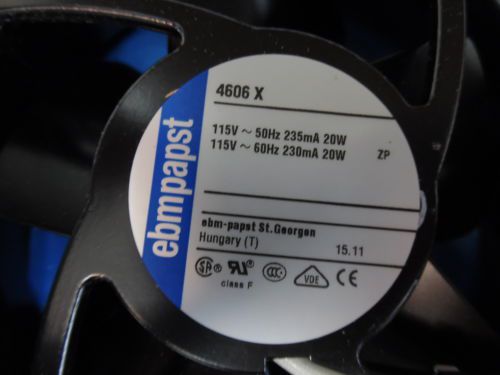 ebmpapst
4606 X
115V ~ 50Hz 235mA 20W
115V ~ 60Hz 230mA 20W ZP
ebm-papst St.Georgen
Hungary (T) 15.11
class F
VDE
CE